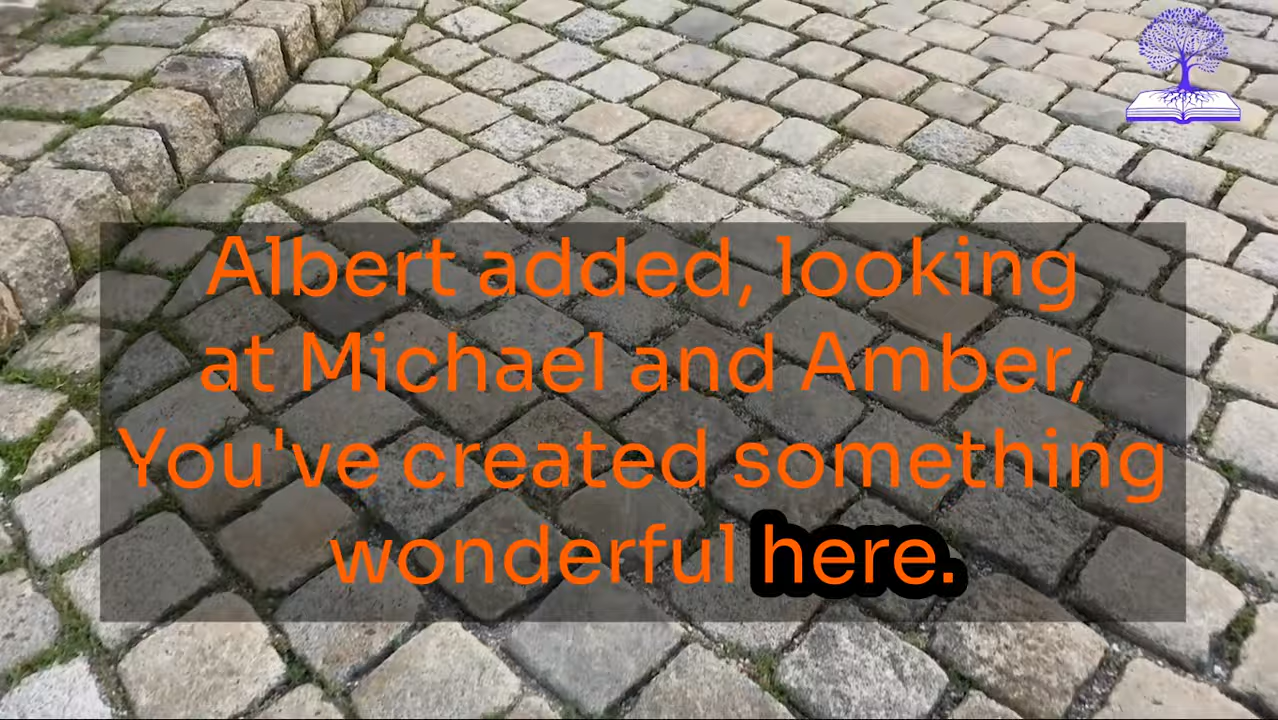 Albert added, looking
at Michael and Amber,
You've created something
wonderful here.